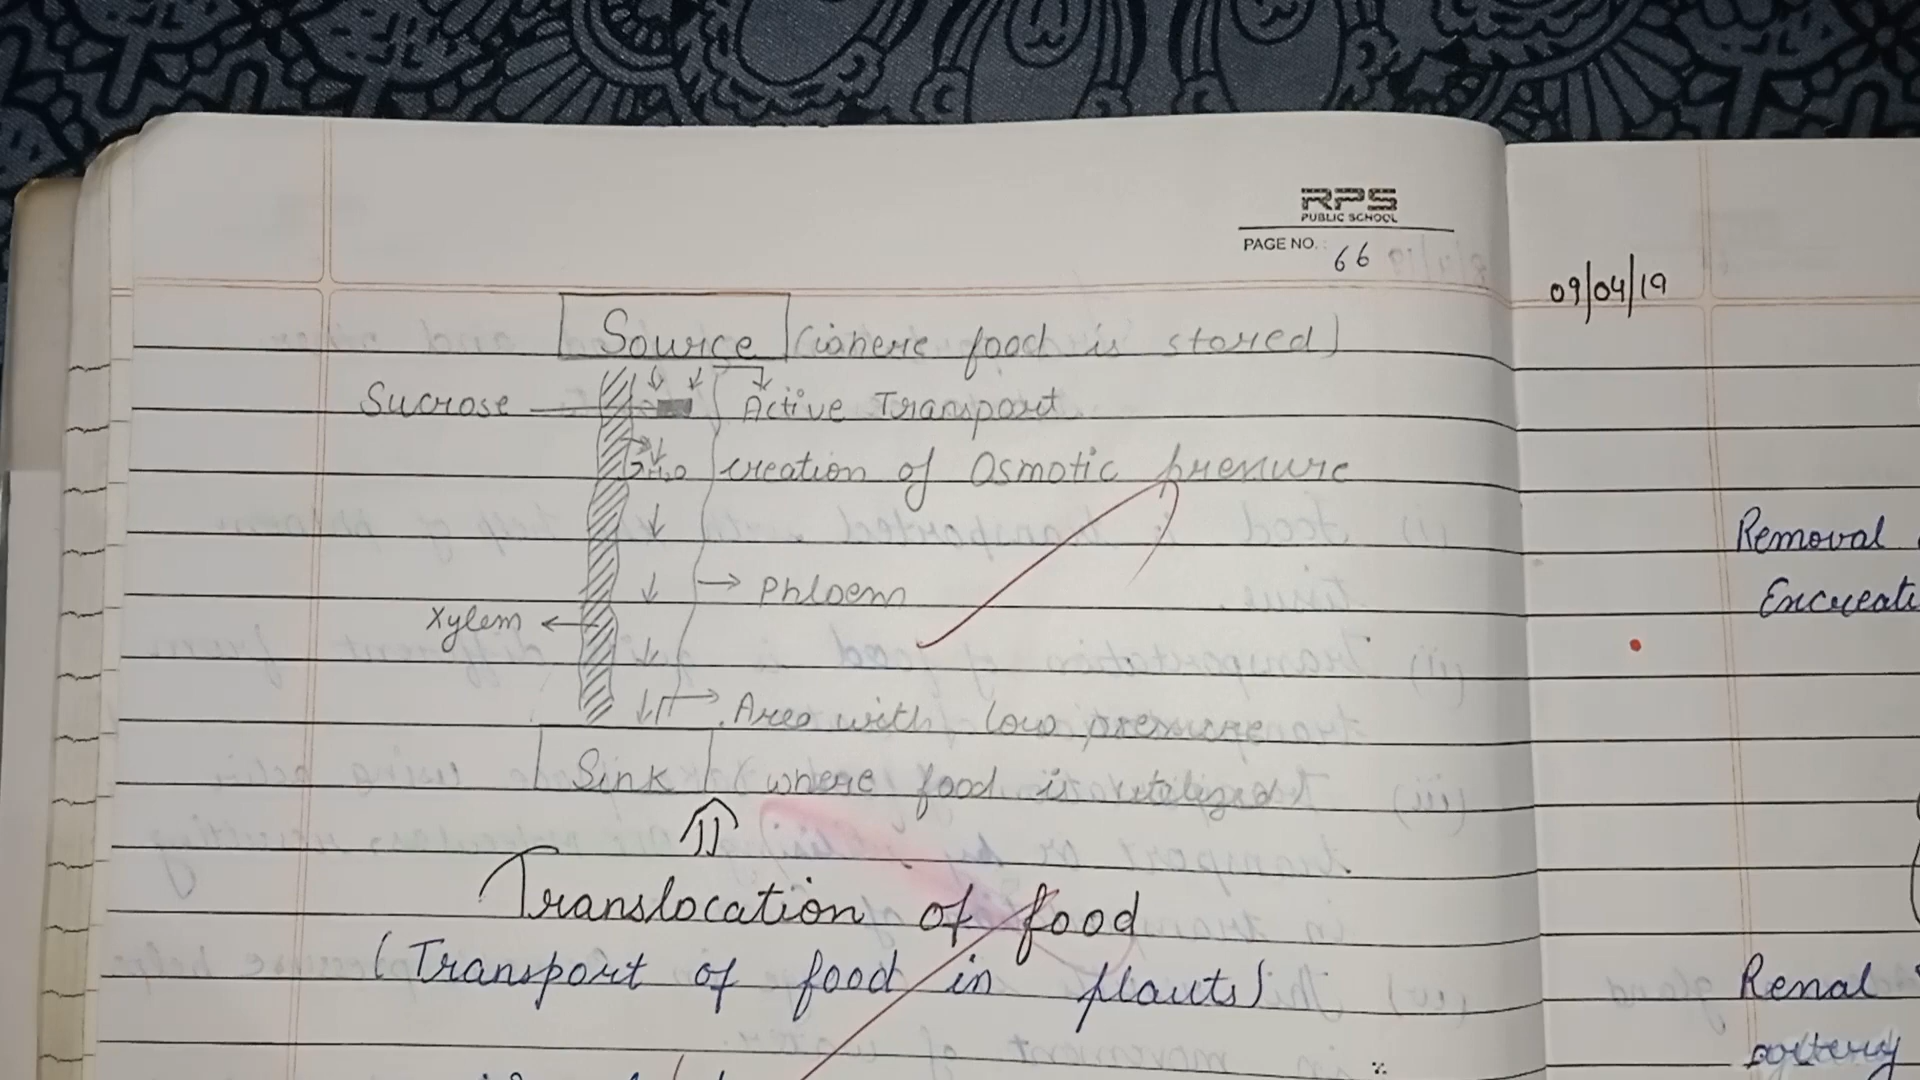 RPS
PUBLIC SCHOOL
PAGE NO. : 66
Source (where food is stored)
Sucrose
Active Transport
H2O
creation of Osmotic pressure
Phloem
Xylem
Area with low pressure
Sink (where food is utilized)
Translocation of food
(Transport of food in plants)
09/04/19
Removal
Excreati
Renal
artery